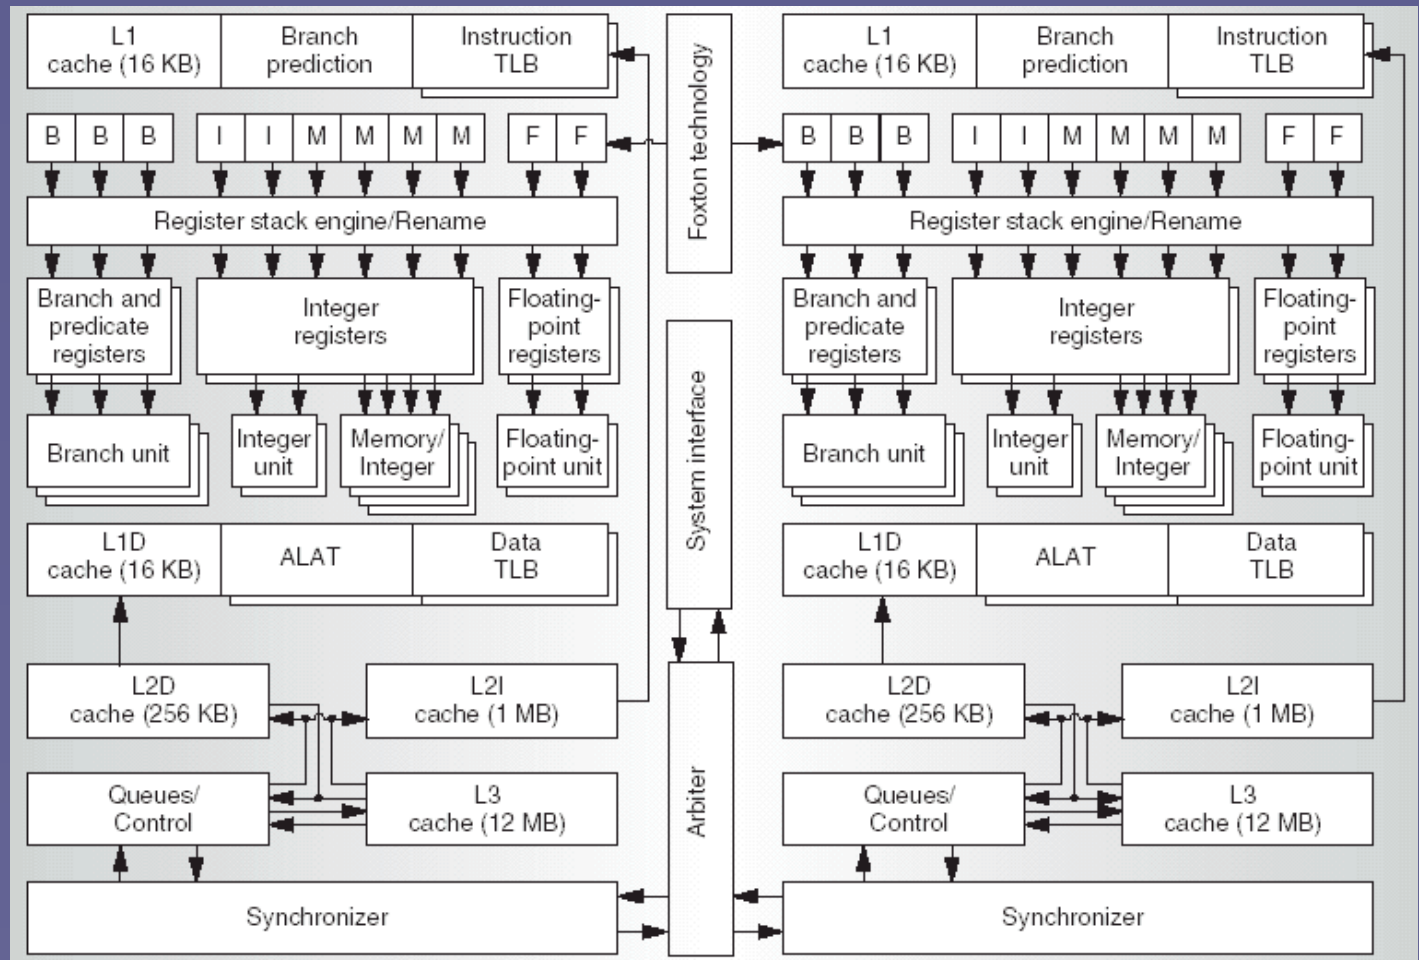 L1
cache (16 KB)
Branch
prediction
Instruction
TLB
B B B
I I M M M M
F F
Register stack engine/Rename
Branch and
predicate
registers
Integer
registers
Floating-
point
registers
Branch unit
Integer
unit
Memory/
Integer
Floating-
point unit
L1D
cache (16 KB)
ALAT
Data
TLB
L2D
cache (256 KB)
L2I
cache (1 MB)
Queues/
Control
L3
cache (12 MB)
Synchronizer
Foxton technology
System interface
Arbiter
L1
cache (16 KB)
Branch
prediction
Instruction
TLB
B B B
I I M M M M
F F
Register stack engine/Rename
Branch and
predicate
registers
Integer
registers
Floating-
point
registers
Branch unit
Integer
unit
Memory/
Integer
Floating-
point unit
L1D
cache (16 KB)
ALAT
Data
TLB
L2D
cache (256 KB)
L2I
cache (1 MB)
Queues/
Control
L3
cache (12 MB)
Synchronizer